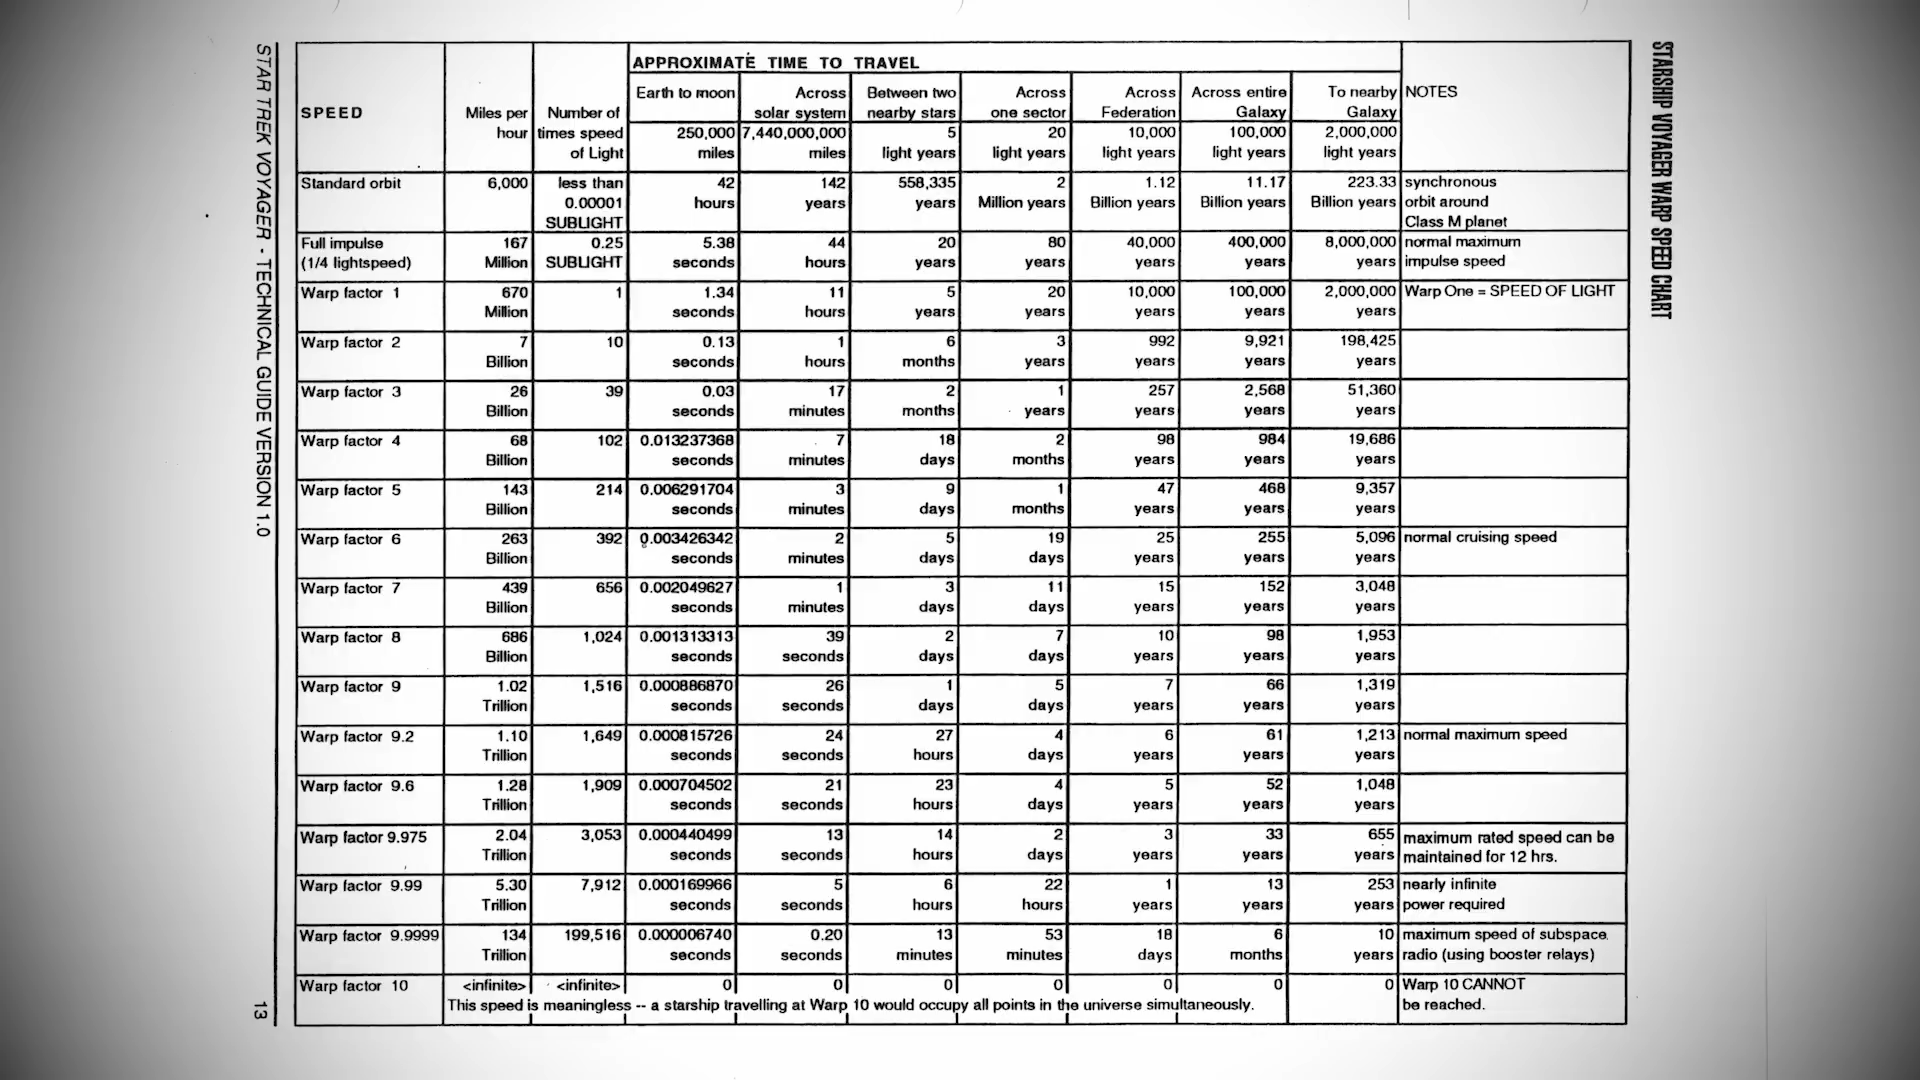 STAR TREK VOYAGER - TECHNICAL GUIDE VERSION 1.0
13
STARSHIP VOYAGER WARP SPEED CHART
APPROXIMATE TIME TO TRAVEL
SPEED Miles per hour Number of times speed of Light Earth to moon 250,000 miles Across solar system 7,440,000,000 miles Between two nearby stars 5 light years Across one sector 20 light years Across Federation 10,000 light years Across entire Galaxy 100,000 light years To nearby Galaxy 2,000,000 light years NOTES
Standard orbit 6,000 less than 0.00001 SUBLIGHT 42 hours 142 years 558,335 years 2 Million years 1.12 Billion years 11.17 Billion years 223.33 Billion years synchronous orbit around Class M planet
Full impulse (1/4 lightspeed) 167 Million 0.25 SUBLIGHT 5.38 seconds 44 hours 20 years 80 years 40,000 years 400,000 years 8,000,000 years normal maximum impulse speed
Warp factor 1 670 Million 1 1.34 seconds 11 hours 5 years 20 years 10,000 years 100,000 years 2,000,000 years Warp One = SPEED OF LIGHT
Warp factor 2 7 Billion 10 0.13 seconds 1 hours 6 months 3 years 992 years 9,921 years 198,425 years
Warp factor 3 26 Billion 39 0.03 seconds 17 minutes 2 months 1 years 257 years 2,568 years 51,360 years
Warp factor 4 68 Billion 102 0.013237368 seconds 7 minutes 18 days 2 months 98 years 984 years 19,686 years
Warp factor 5 143 Billion 214 0.006291704 seconds 3 minutes 9 days 1 months 47 years 468 years 9,357 years
Warp factor 6 263 Billion 392 0.003426342 seconds 2 minutes 5 days 19 days 25 years 255 years 5,096 years normal cruising speed
Warp factor 7 439 Billion 656 0.002049627 seconds 1 minutes 3 days 11 days 15 years 152 years 3,048 years
Warp factor 8 686 Billion 1,024 0.001313313 seconds 39 seconds 2 days 7 days 10 years 98 years 1,953 years
Warp factor 9 1.02 Trillion 1,516 0.000886870 seconds 26 seconds 1 days 5 days 7 years 66 years 1,319 years
Warp factor 9.2 1.10 Trillion 1,649 0.000815726 seconds 24 seconds 27 hours 4 days 6 years 61 years 1,213 years normal maximum speed
Warp factor 9.6 1.28 Trillion 1,909 0.000704502 seconds 21 seconds 23 hours 4 days 5 years 52 years 1,048 years
Warp factor 9.975 2.04 Trillion 3,053 0.000440499 seconds 13 seconds 14 hours 2 days 3 years 33 years 655 years maximum rated speed can be maintained for 12 hrs.
Warp factor 9.99 5.30 Trillion 7,912 0.000169966 seconds 5 seconds 6 hours 22 hours 1 years 13 years 253 years nearly infinite power required
Warp factor 9.9999 134 Trillion 199,516 0.000006740 seconds 0.20 seconds 13 minutes 53 minutes 18 days 6 months 10 years maximum speed of subspace radio (using booster relays)
Warp factor 10 <infinite> <infinite> 0 0 0 0 0 0 0 Warp 10 CANNOT be reached.
This speed is meaningless -- a starship travelling at Warp 10 would occupy all points in the universe simultaneously.